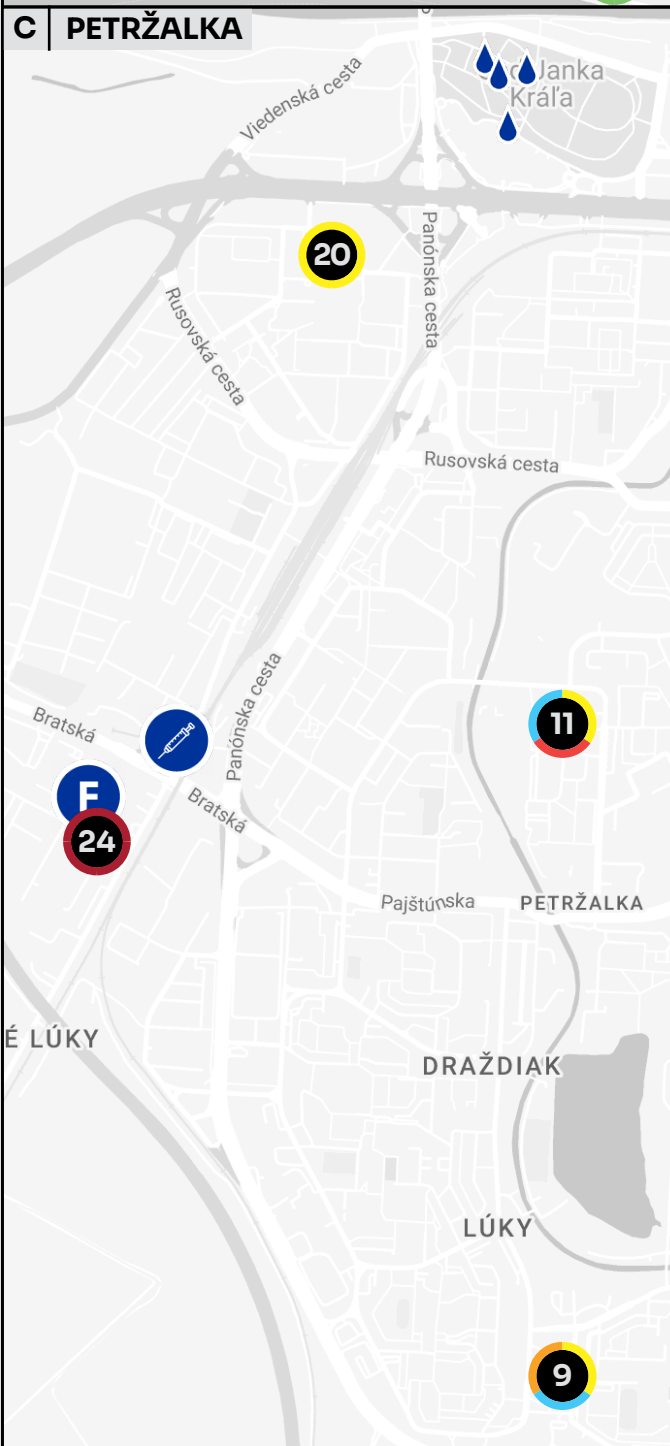 C PETRŽALKA
Janka
Kráľa
Viedenská cesta
20
Panónska cesta
Rusovská cesta
Rusovská cesta
Panónska cesta
11
Bratská
F
24
Bratská
Pajštúnska
PETRŽALKA
É LÚKY
DRAŽDIAK
LÚKY
9